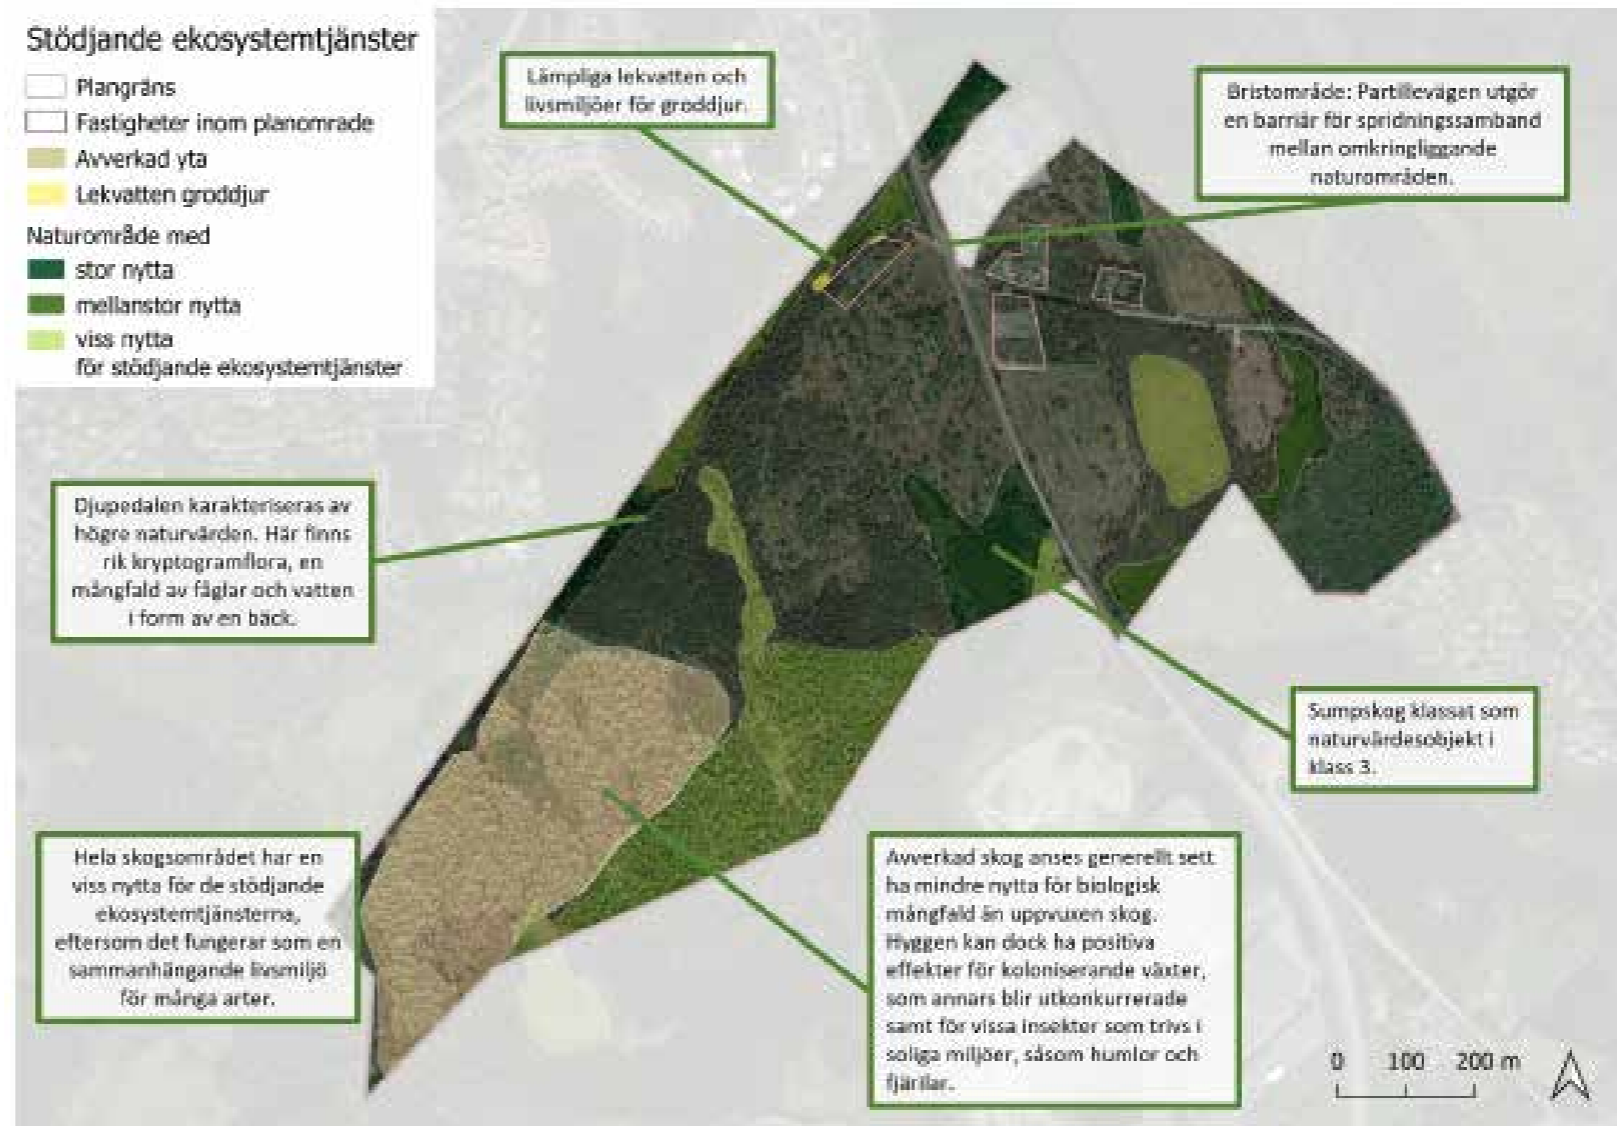 Stödjande ekosystemtjänster
Plangräns
Fastigheter inom planområde
Avverkad yta
Lekvatten groddjur
Naturområde med
stor nytta
mellanstor nytta
viss nytta
för stödjande ekosystemtjänster
Lämpliga lekvatten och
livsmiljöer för groddjur.
Bristområde: Partillevägen utgör
en barriär för spridningssamband
mellan omkringliggande
naturområden.
Djupedalen karakteriseras av
högre naturvärden. Här finns
rik kryptogramflora, en
mångfald av fåglar och vatten
i form av en bäck.
Sumpskog klassat som
naturvärdesobjekt i
klass 3.
Hela skogsområdet har en
viss nytta för de stödjande
ekosystemtjänsterna,
eftersom det fungerar som en
sammanhängande livsmiljö
för många arter.
Avverkad skog anses generellt sett
ha mindre nytta för biologisk
mångfald än uppvuxen skog.
Hyggen kan dock ha positiva
effekter för koloniserande växter,
som annars blir utkonkurrerade
samt för vissa insekter som trivs i
soliga miljöer, såsom humlor och
fjärilar.
0 100 200 m